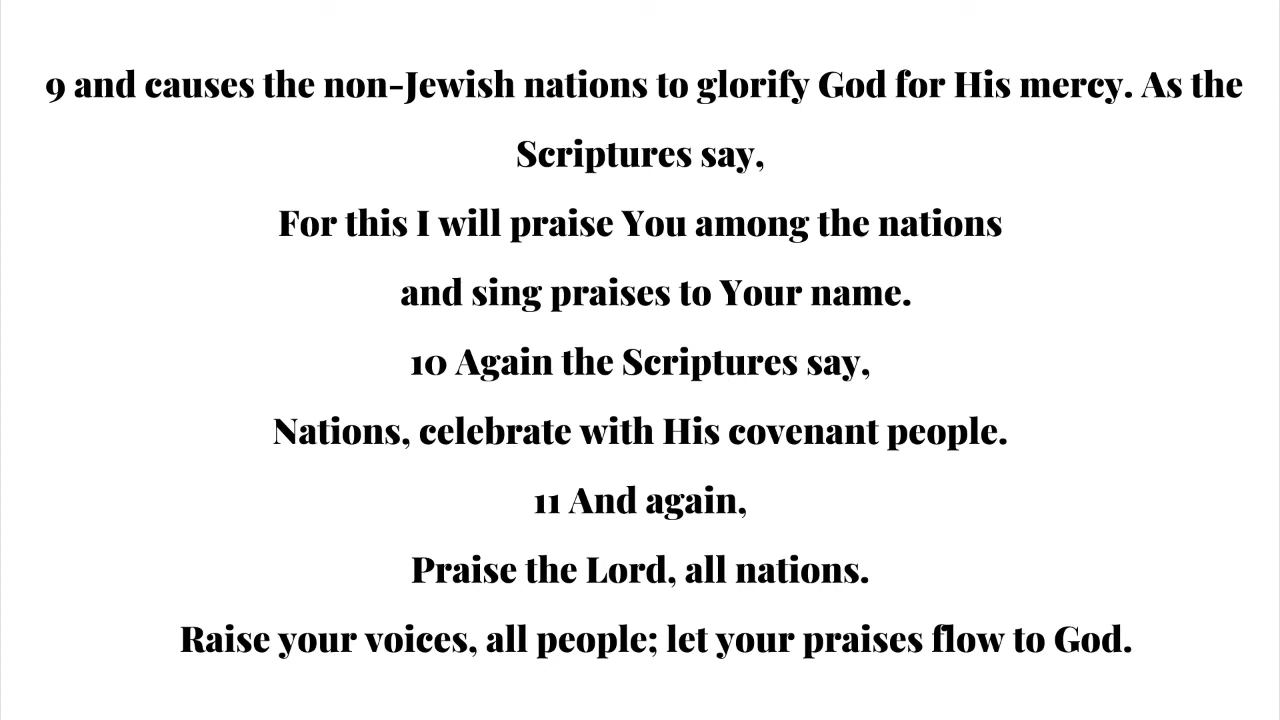 9 and causes the non-Jewish nations to glorify God for His mercy. As the
Scriptures say,
For this I will praise You among the nations
and sing praises to Your name.
10 Again the Scriptures say,
Nations, celebrate with His covenant people.
11 And again,
Praise the Lord, all nations.
Raise your voices, all people; let your praises flow to God.